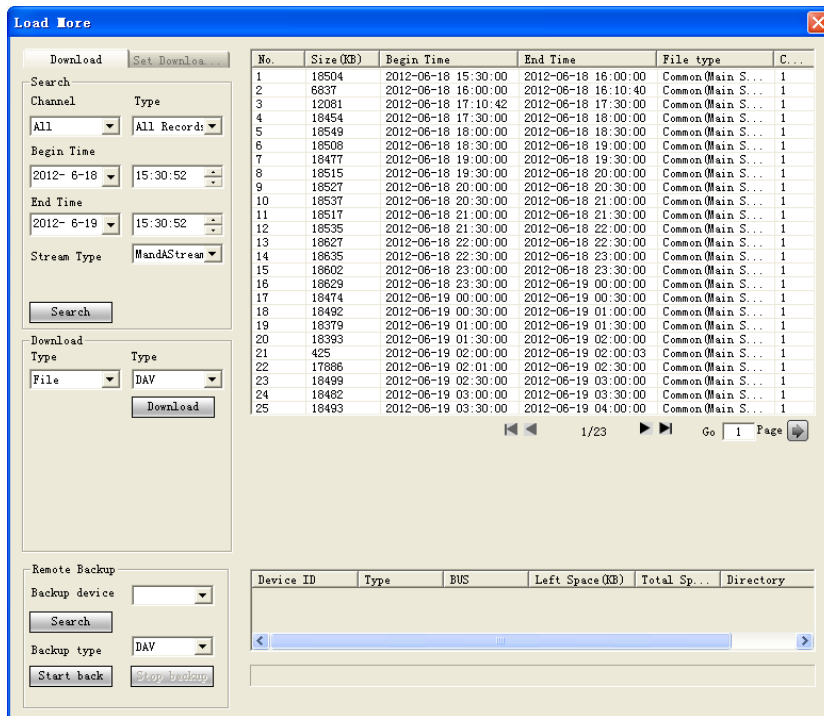 Load More
Download Set Downloa...
Search
Channel Type
All All Records
Begin Time
2012- 6-18 15:30:52
End Time
2012- 6-19 15:30:52
Stream Type MandAStream
Search
Download
Type Type
File DAV
Download
No. Size(KB) Begin Time End Time File type C...
1 18504 2012-06-18 15:30:00 2012-06-18 16:00:00 Common(Main S... 1
2 6837 2012-06-18 16:00:00 2012-06-18 16:10:40 Common(Main S... 1
3 12081 2012-06-18 17:10:42 2012-06-18 17:30:00 Common(Main S... 1
4 18454 2012-06-18 17:30:00 2012-06-18 18:00:00 Common(Main S... 1
5 18549 2012-06-18 18:00:00 2012-06-18 18:30:00 Common(Main S... 1
6 18508 2012-06-18 18:30:00 2012-06-18 19:00:00 Common(Main S... 1
7 18477 2012-06-18 19:00:00 2012-06-18 19:30:00 Common(Main S... 1
8 18515 2012-06-18 19:30:00 2012-06-18 20:00:00 Common(Main S... 1
9 18527 2012-06-18 20:00:00 2012-06-18 20:30:00 Common(Main S... 1
10 18537 2012-06-18 20:30:00 2012-06-18 21:00:00 Common(Main S... 1
11 18517 2012-06-18 21:00:00 2012-06-18 21:30:00 Common(Main S... 1
12 18535 2012-06-18 21:30:00 2012-06-18 22:00:00 Common(Main S... 1
13 18627 2012-06-18 22:00:00 2012-06-18 22:30:00 Common(Main S... 1
14 18635 2012-06-18 22:30:00 2012-06-18 23:00:00 Common(Main S... 1
15 18602 2012-06-18 23:00:00 2012-06-18 23:30:00 Common(Main S... 1
16 18629 2012-06-18 23:30:00 2012-06-19 00:00:00 Common(Main S... 1
17 18474 2012-06-19 00:00:00 2012-06-19 00:30:00 Common(Main S... 1
18 18492 2012-06-19 00:30:00 2012-06-19 01:00:00 Common(Main S... 1
19 18379 2012-06-19 01:00:00 2012-06-19 01:30:00 Common(Main S... 1
20 18393 2012-06-19 01:30:00 2012-06-19 02:00:00 Common(Main S... 1
21 425 2012-06-19 02:00:00 2012-06-19 02:00:03 Common(Main S... 1
22 17886 2012-06-19 02:01:00 2012-06-19 02:30:00 Common(Main S... 1
23 18499 2012-06-19 02:30:00 2012-06-19 03:00:00 Common(Main S... 1
24 18482 2012-06-19 03:00:00 2012-06-19 03:30:00 Common(Main S... 1
25 18493 2012-06-19 03:30:00 2012-06-19 04:00:00 Common(Main S... 1
1/23 Go 1 Page
Remote Backup
Backup device
Search
Backup type DAV
Start back Stop backup
Device ID Type BUS Left Space(KB) Total Sp... Directory